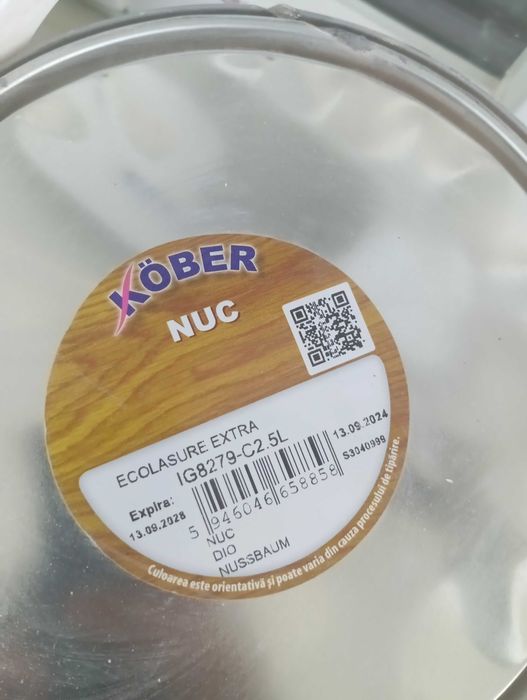 KÖBER
NUC
ECOLASURE EXTRA
IG8279-C2.5L
13.09.2024
Expira:
13.09.2028
S3040999
5 946046 658858
NUC
DIO
NUSSBAUM
Culoarea este orientativă și poate varia din cauza procesului de tipărire.